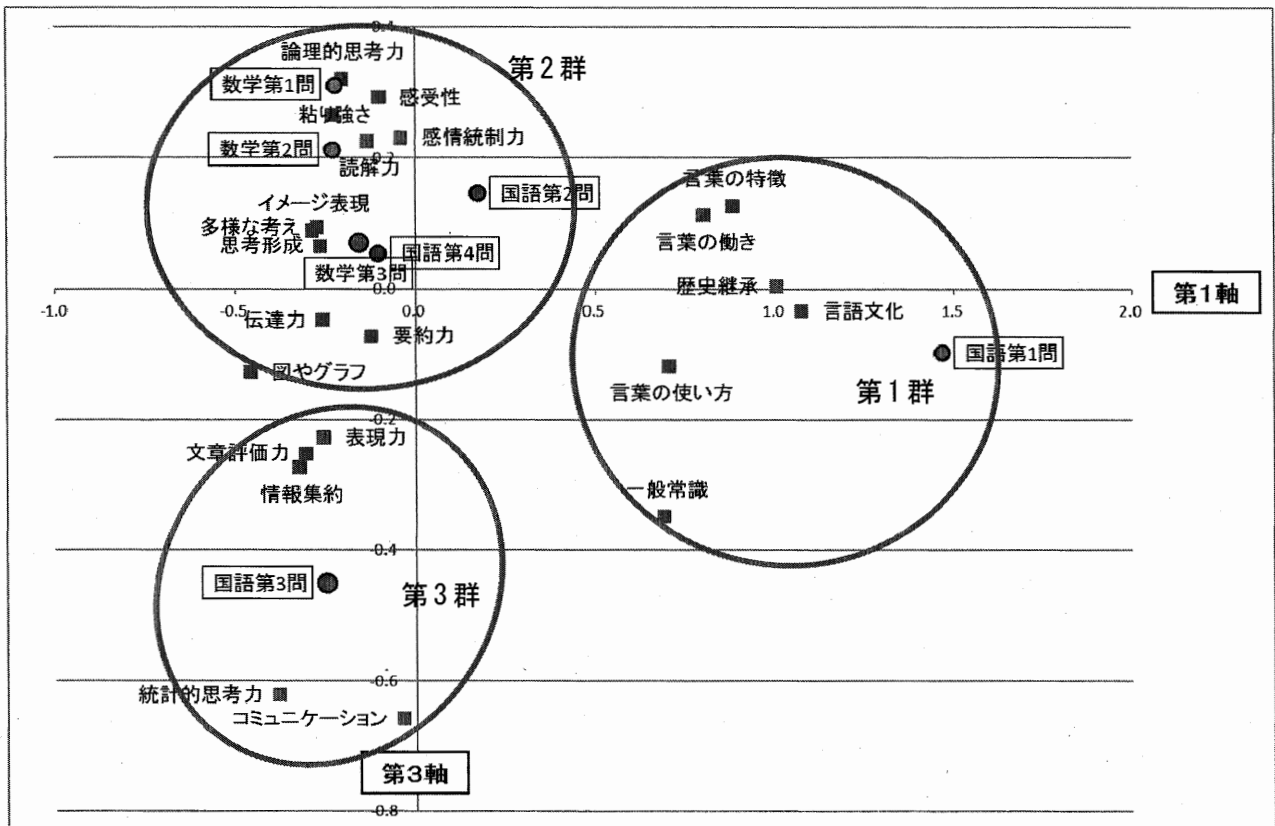 0.4
論理的思考力
第2群
数学第1問
感受性
粘り強さ
感情統制力
数学第2問
0.2
読解力
言葉の特徴
国語第2問
イメージ表現
多様な考え
言葉の働き
思考形成
国語第4問
数学第3問
歴史継承
第1軸
0.0
-1.0
-0.5
0.0
0.5
1.0
1.5
2.0
伝達力
言語文化
要約力
国語第1問
図やグラフ
言葉の使い方
第1群
-0.2
表現力
文章評価力
情報集約
一般常識
-0.4
国語第3問
第3群
-0.6
統計的思考力
コミュニケーション
第3軸
-0.8